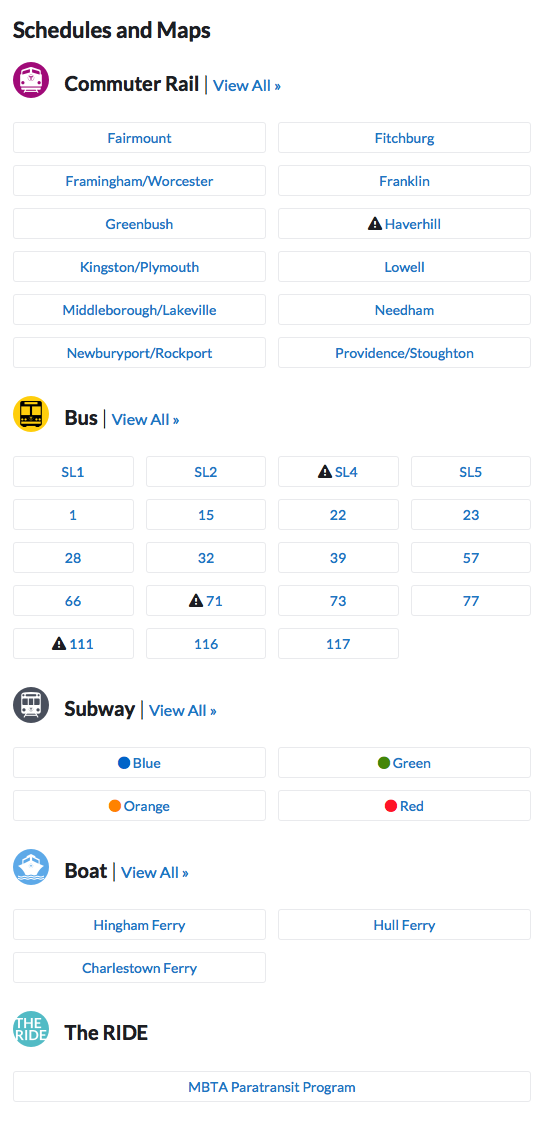 Schedules and Maps
Commuter Rail | View All »
Fairmount Fitchburg
Framingham/Worcester Franklin
Greenbush Haverhill
Kingston/Plymouth Lowell
Middleborough/Lakeville Needham
Newburyport/Rockport Providence/Stoughton
Bus | View All »
SL1 SL2 SL4 SL5
1 15 22 23
28 32 39 57
66 71 73 77
111 116 117
Subway | View All »
Blue Green
Orange Red
Boat | View All »
Hingham Ferry Hull Ferry
Charlestown Ferry
THE
RIDE
The RIDE
MBTA Paratransit Program